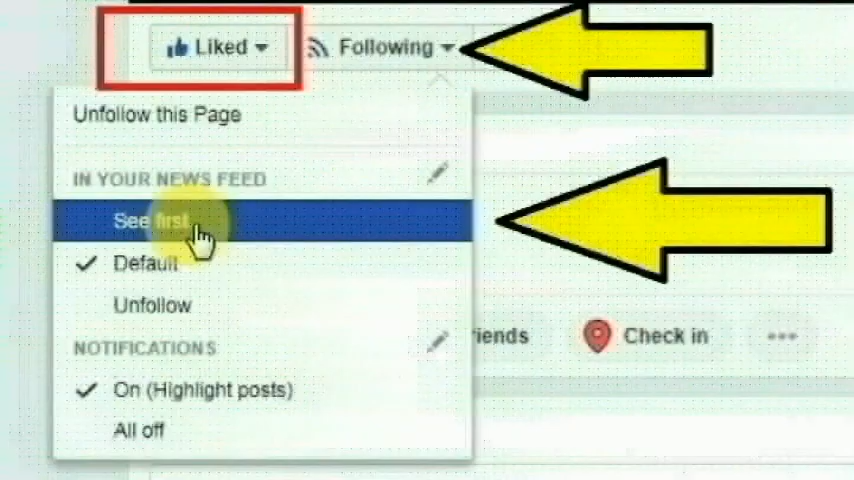 Liked Following
Unfollow this Page
IN YOUR NEWS FEED
See first
Default
Unfollow
riends Check in
NOTIFICATIONS
On (Highlight posts)
All off